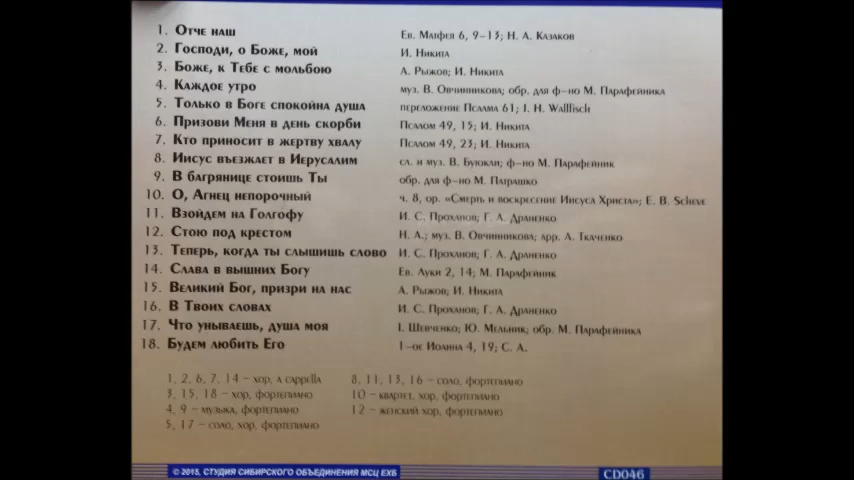 1. Отче наш Ев. Матфея 6, 9–13; Н. А. Казаков
2. Господи, о Боже, мой И. Никита
3. Боже, к Тебе с мольбою А. Рыжов; И. Никита
4. Каждое утро муз. В. Овчинникова; обр. для ф-но М. Парафейника
5. Только в Боге спокойна душа переложение Псалма 61; I. H. Wallfisch
6. Призови Меня в день скорби Псалом 49, 15; И. Никита
7. Кто приносит в жертву хвалу Псалом 49, 23; И. Никита
8. Иисус въезжает в Иерусалим сл. и муз. В. Буюкли; ф-но М. Парафейник
9. В багрянице стоишь Ты обр. для ф-но М. Патрашко
10. О, Агнец непорочный ч. 8, ор. «Смерть и воскресение Иисуса Христа»; E. B. Scheve
11. Взойдем на Голгофу И. С. Проханов; Г. А. Драненко
12. Стою под крестом Н. А.; муз. В. Овчинникова; арр. А. Ткаченко
13. Теперь, когда ты слышишь слово И. С. Проханов; Г. А. Драненко
14. Слава в вышних Богу Ев. Луки 2, 14; М. Парафейник
15. Великий Бог, призри на нас А. Рыжов; И. Никита
16. В Твоих словах И. С. Проханов; Г. А. Драненко
17. Что унываешь, душа моя І. Шевченко; Ю. Мельник; обр. М. Парафейника
18. Будем любить Его 1-ое Иоанна 4, 19; С. А.
1, 2, 6, 7, 14 – хор, a cappella 8, 11, 13, 16 – соло, фортепиано
3, 15, 18 – хор, фортепиано 10 – квартет, хор, фортепиано
4, 9 – музыка, фортепиано 12 – женский хор, фортепиано
5, 17 – соло, хор, фортепиано
© 2015, СТУДИЯ СИБИРСКОГО ОБЪЕДИНЕНИЯ МСЦ ЕХБ CD046